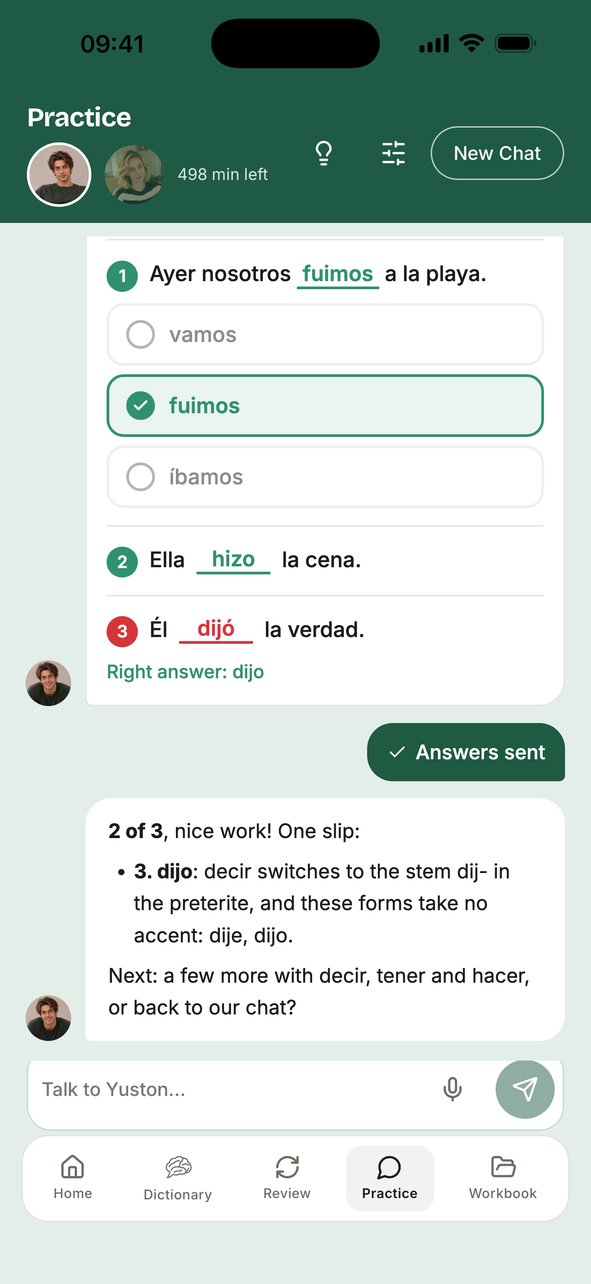 09:41
Practice
498 min left
New Chat
1 Ayer nosotros fuimos a la playa.
vamos
fuimos
íbamos
2 Ella hizo la cena.
3 Él dijó la verdad.
Right answer: dijo
Answers sent
2 of 3, nice work! One slip:
• 3. dijo: decir switches to the stem dij- in
the preterite, and these forms take no
accent: dije, dijo.
Next: a few more with decir, tener and hacer,
or back to our chat?
Talk to Yuston...
Home
Dictionary
Review
Practice
Workbook